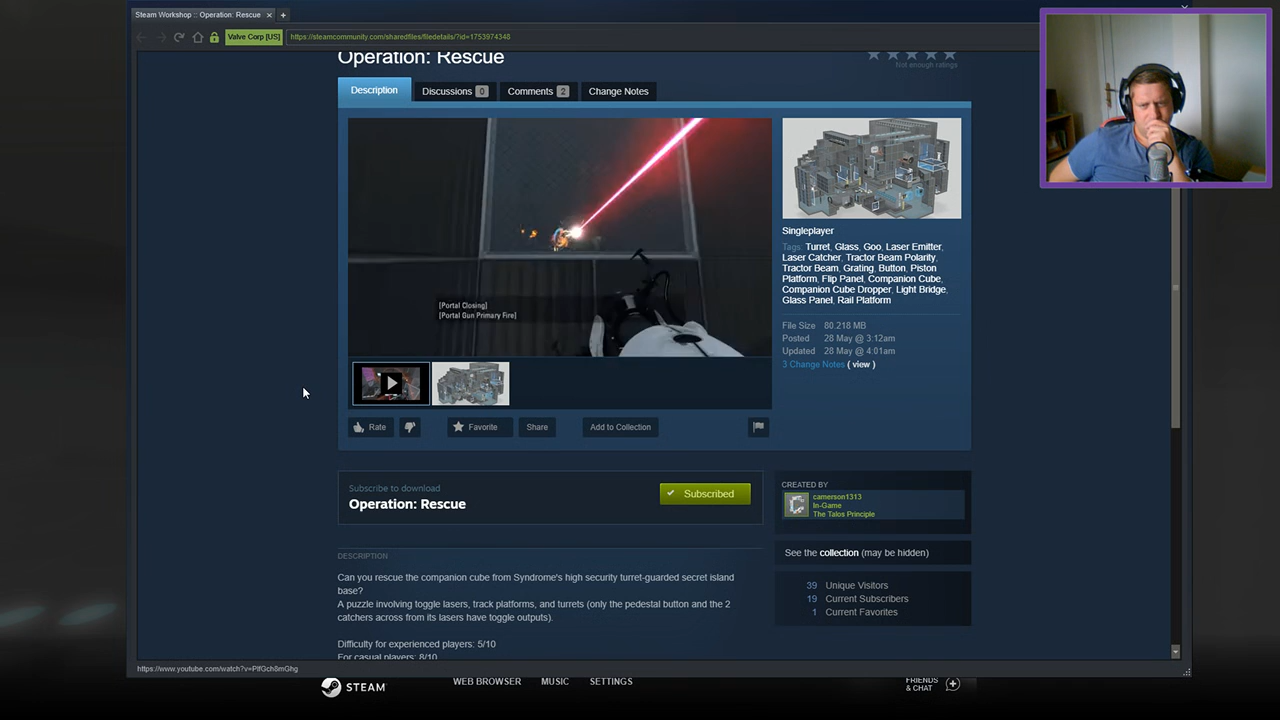 Steam Workshop :: Operation: Rescue
Valve Corp [US]
https://steamcommunity.com/sharedfiles/filedetails/?id=1753974348
Operation: Rescue
Not enough ratings
Description
Discussions 0
Comments 2
Change Notes
[Portal Closing]
[Portal Gun Primary Fire]
Singleplayer
Tags: Turret, Glass, Goo, Laser Emitter,
Laser Catcher, Tractor Beam Polarity,
Tractor Beam, Grating, Button, Piston
Platform, Flip Panel, Companion Cube,
Companion Cube Dropper, Light Bridge,
Glass Panel, Rail Platform
File Size 80.218 MB
Posted 28 May @ 3:12am
Updated 28 May @ 4:01am
3 Change Notes ( view )
Rate
Favorite
Share
Add to Collection
Subscribe to download
Operation: Rescue
Subscribed
CREATED BY
camerson1313
In-Game
The Talos Principle
See the collection (may be hidden)
39 Unique Visitors
19 Current Subscribers
1 Current Favorites
DESCRIPTION
Can you rescue the companion cube from Syndrome's high security turret-guarded secret island
base?
A puzzle involving toggle lasers, track platforms, and turrets (only the pedestal button and the 2
catchers across from its lasers have toggle outputs).
Difficulty for experienced players: 5/10
For casual players: 8/10
https://www.youtube.com/watch?v=PlfGch8mGhg
STEAM
WEB BROWSER
MUSIC
SETTINGS
FRIENDS
& CHAT